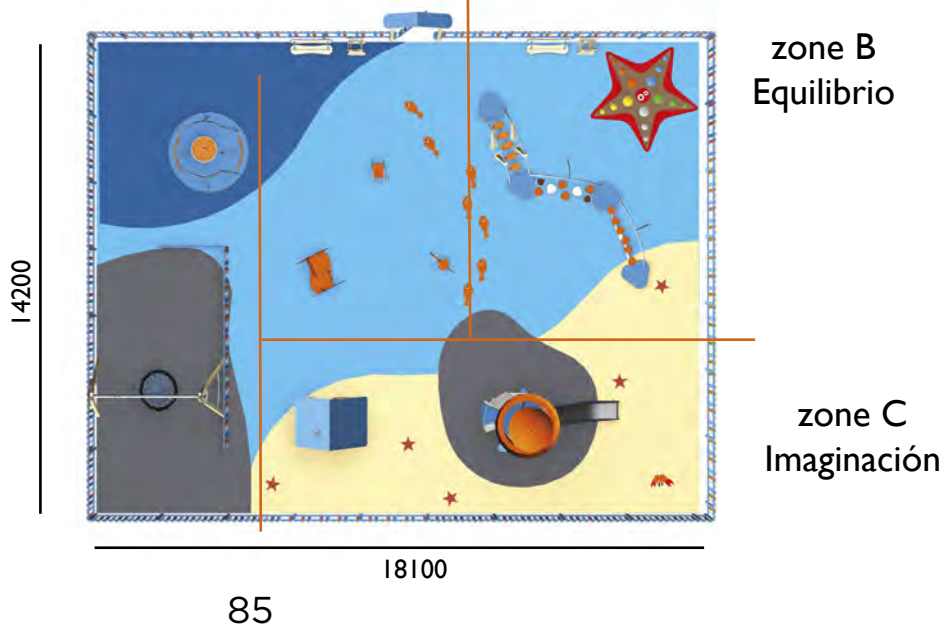 zone B
Equilibrio
14200
zone C
Imaginación
18100
85